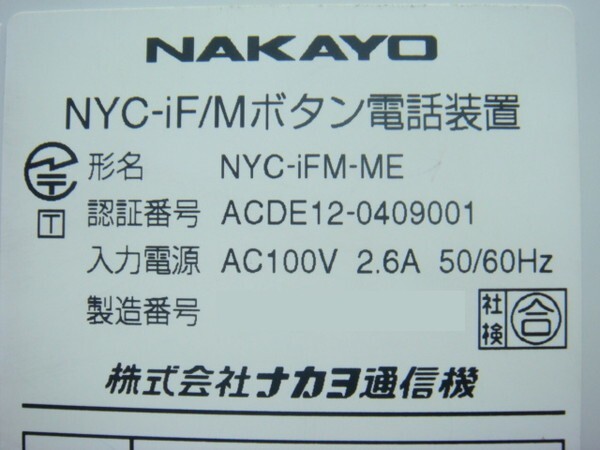 NAKAYO
NYC-iF/Mボタン電話装置
形名 NYC-iFM-ME
T 認証番号 ACDE12-0409001
入力電源 AC100V 2.6A 50/60Hz
製造番号
社検 合
株式会社ナカヨ通信機